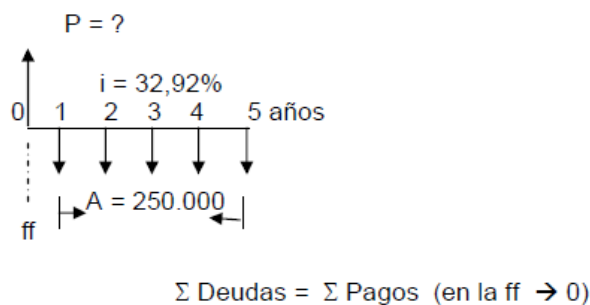 P = ?
i = 32,92%
0 1 2 3 4 5 años
A = 250.000
ff
Σ Deudas = Σ Pagos (en la ff → 0)